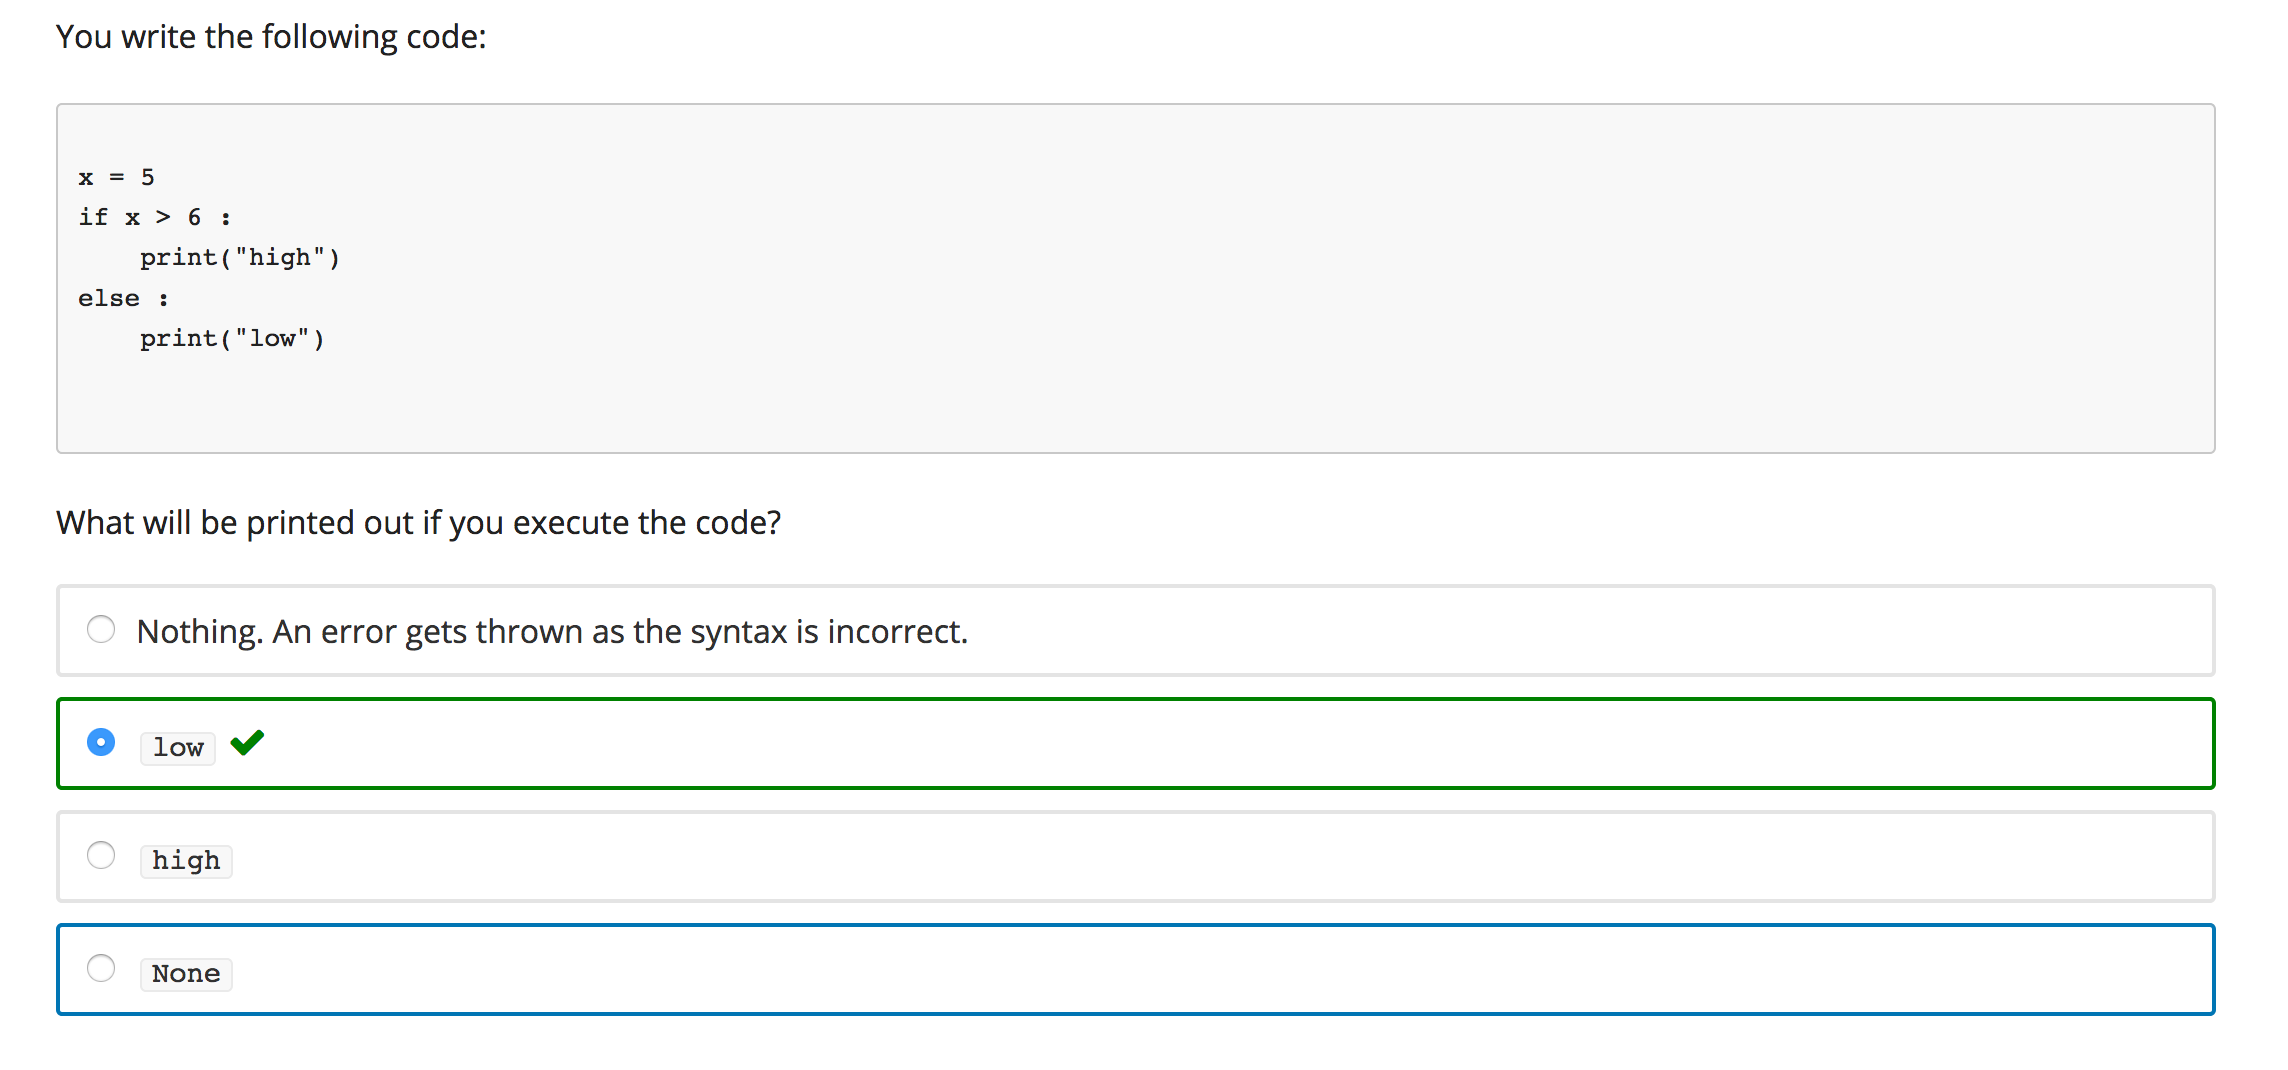 You write the following code:
x = 5
if x > 6 :
    print("high")
else :
    print("low")
What will be printed out if you execute the code?
Nothing. An error gets thrown as the syntax is incorrect.
low
high
None